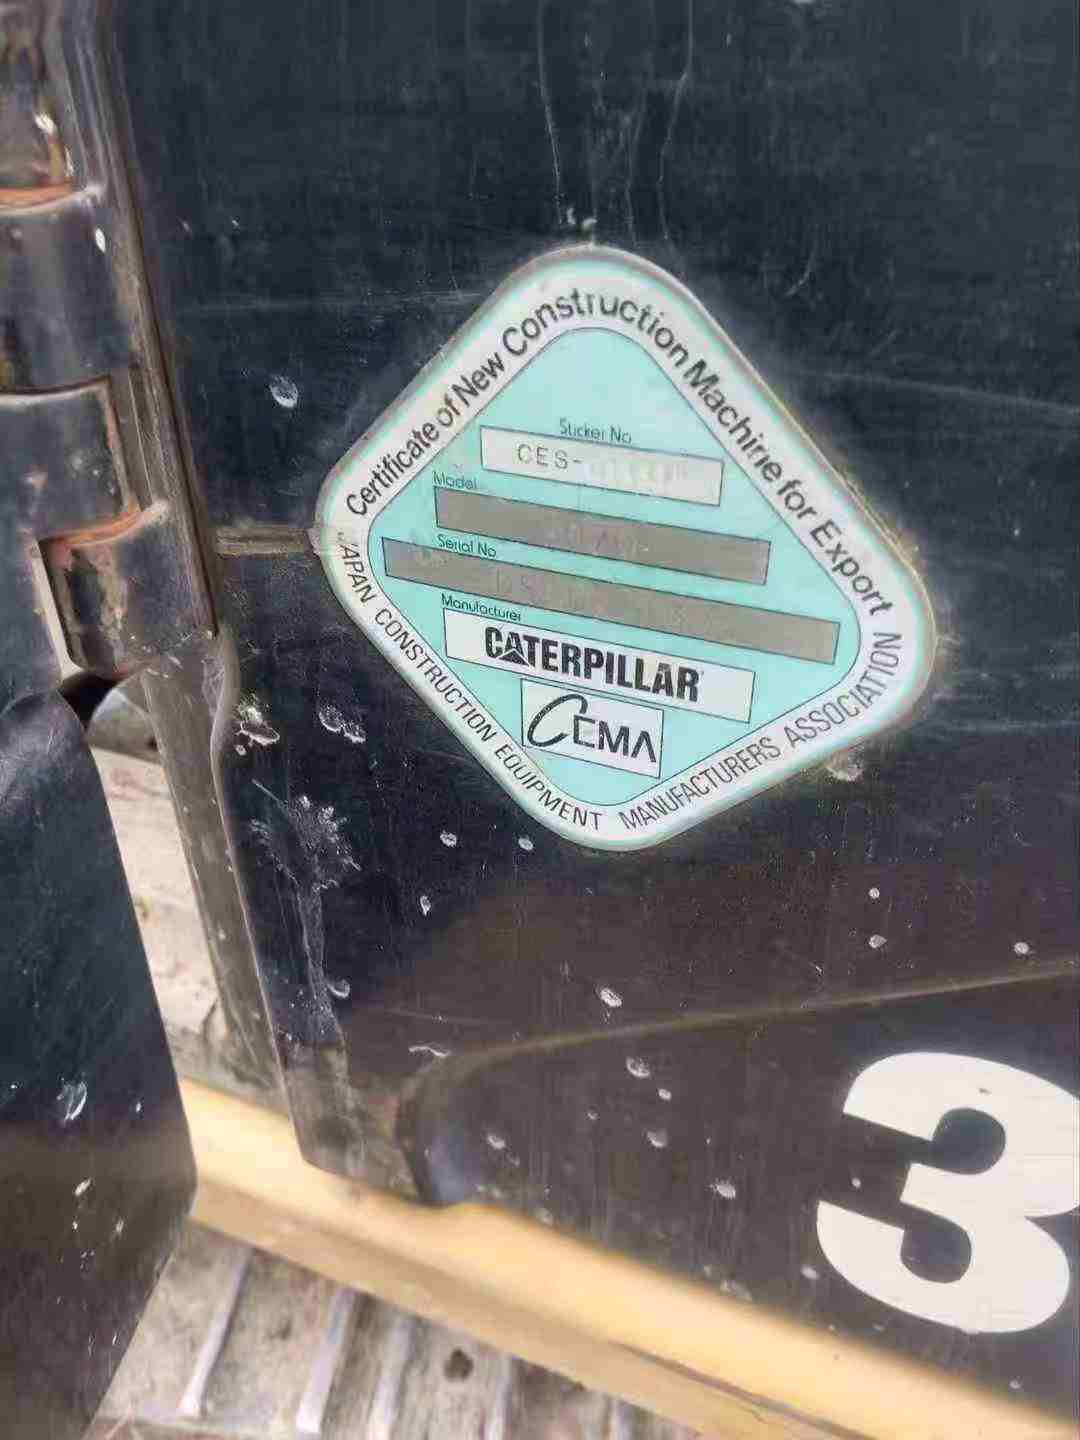 Certificate of New Construction Machine for Export
Sticker No.
CES-
Model
Serial No.
Manufacturer
CATERPILLAR
CEMA
JAPAN CONSTRUCTION EQUIPMENT MANUFACTURERS ASSOCIATION
3